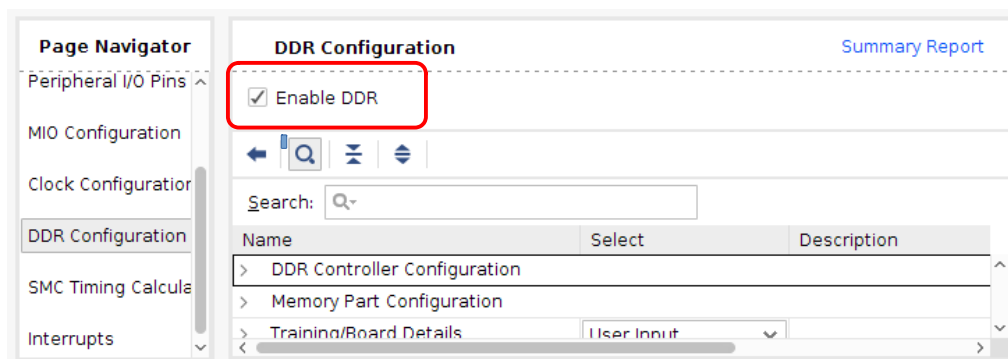 Page Navigator
Peripheral I/O Pins
MIO Configuration
Clock Configuration
DDR Configuration
SMC Timing Calcula
Interrupts
DDR Configuration
Summary Report
Enable DDR
Search:
Name Select Description
DDR Controller Configuration
Memory Part Configuration
Training/Board Details User Input